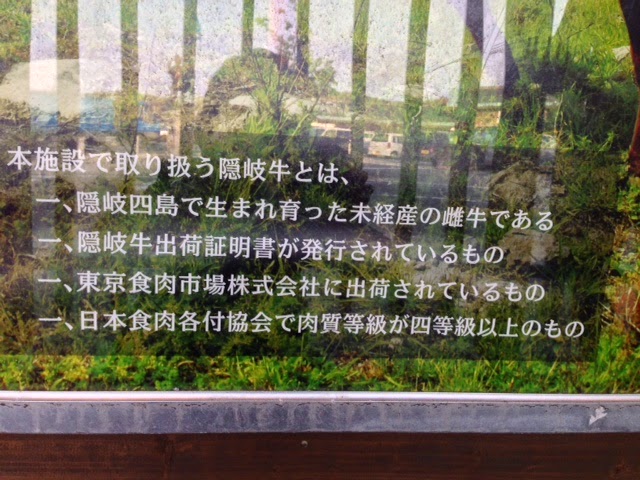 本施設で取り扱う隠岐牛とは、
一、隠岐四島で生まれ育った未経産の雌牛である
一、隠岐牛出荷証明書が発行されているもの
一、東京食肉市場株式会社に出荷されているもの
一、日本食肉各付協会で肉質等級が四等級以上のもの